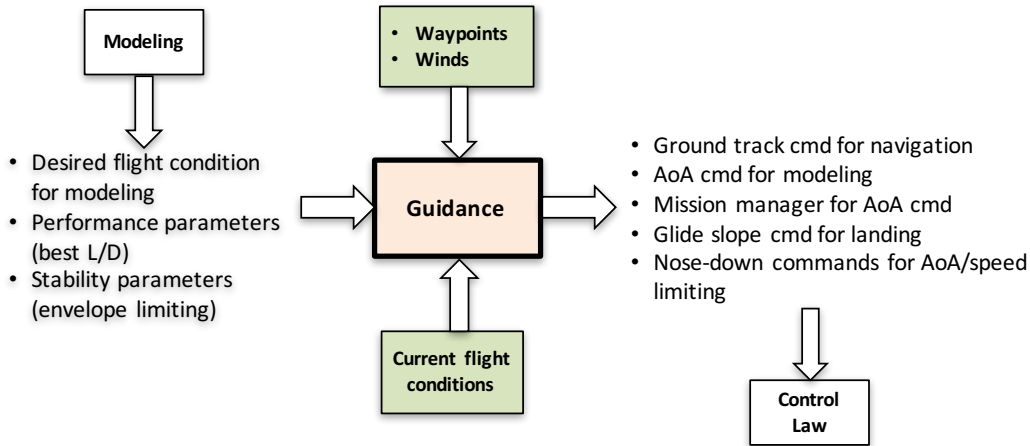 Modeling
• Waypoints
• Winds
• Desired flight condition
for modeling
• Performance parameters
(best L/D)
• Stability parameters
(envelope limiting)
Guidance
• Ground track cmd for navigation
• AoA cmd for modeling
• Mission manager for AoA cmd
• Glide slope cmd for landing
• Nose-down commands for AoA/speed
limiting
Current flight
conditions
Control
Law